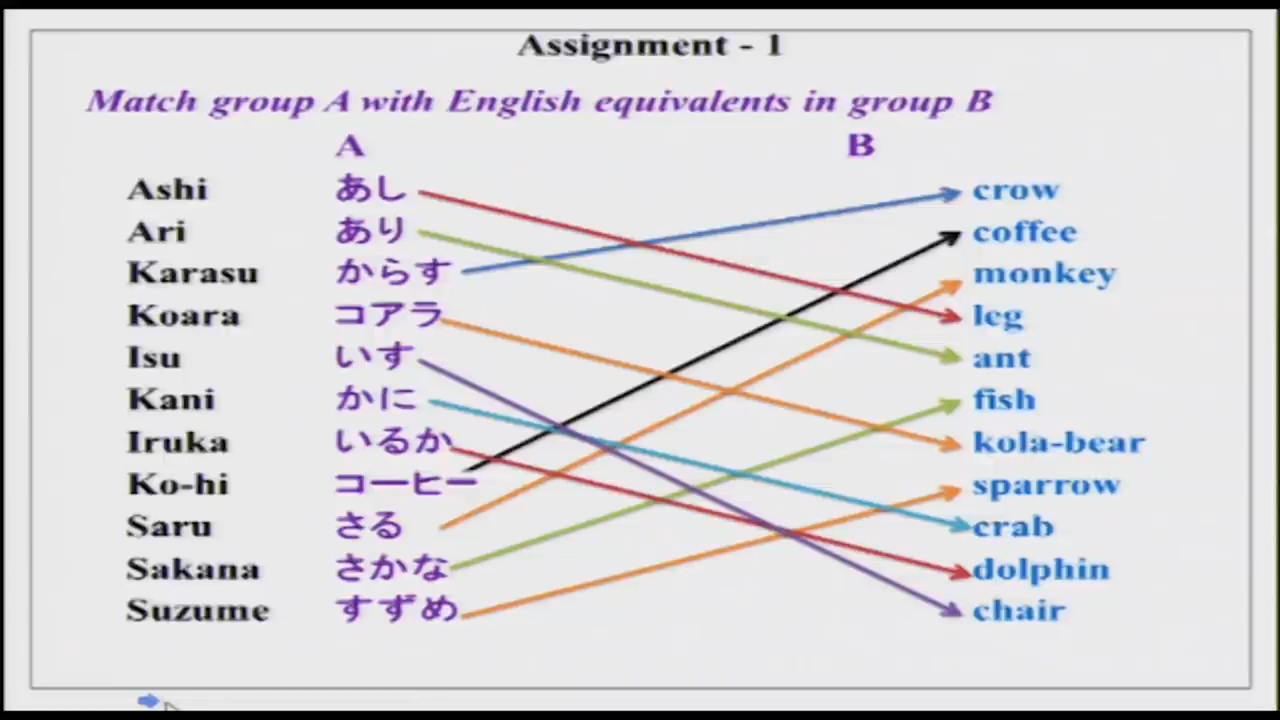 Assignment - 1
Match group A with English equivalents in group B
A B
Ashi あし crow
Ari あり coffee
Karasu からす monkey
Koara コアラ leg
Isu いす ant
Kani かに fish
Iruka いるか kola-bear
Ko-hi コーヒー sparrow
Saru さる crab
Sakana さかな dolphin
Suzume すずめ chair